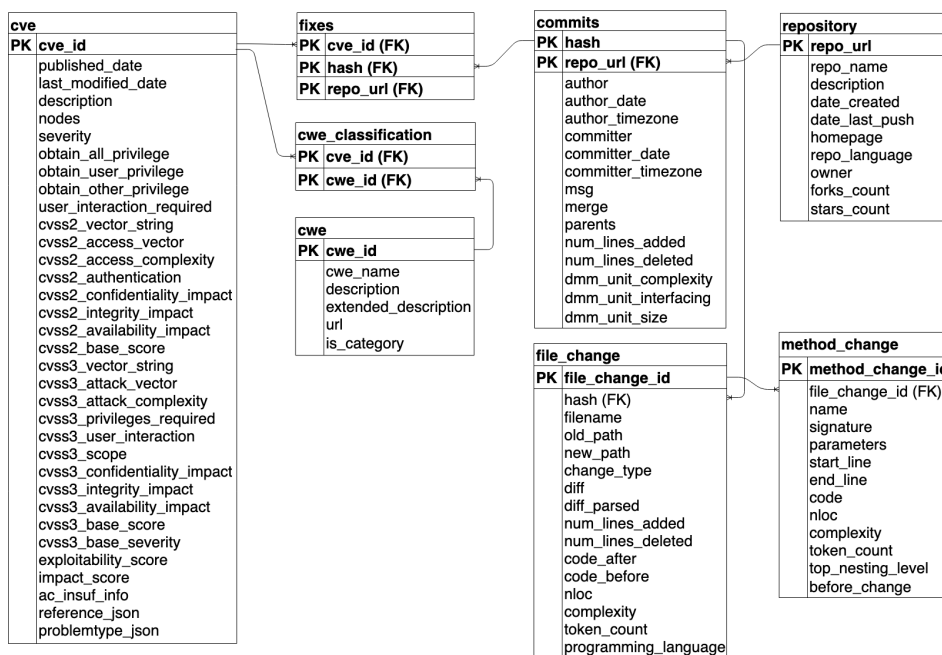 cve
PK cve_id
published_date
last_modified_date
description
nodes
severity
obtain_all_privilege
obtain_user_privilege
obtain_other_privilege
user_interaction_required
cvss2_vector_string
cvss2_access_vector
cvss2_access_complexity
cvss2_authentication
cvss2_confidentiality_impact
cvss2_integrity_impact
cvss2_availability_impact
cvss2_base_score
cvss3_vector_string
cvss3_attack_vector
cvss3_attack_complexity
cvss3_privileges_required
cvss3_user_interaction
cvss3_scope
cvss3_confidentiality_impact
cvss3_integrity_impact
cvss3_availability_impact
cvss3_base_score
cvss3_base_severity
exploitability_score
impact_score
ac_insuf_info
reference_json
problemtype_json
fixes
PK cve_id (FK)
PK hash (FK)
PK repo_url (FK)
cwe_classification
PK cve_id (FK)
PK cwe_id (FK)
cwe
PK cwe_id
cwe_name
description
extended_description
url
is_category
commits
PK hash
PK repo_url (FK)
author
author_date
author_timezone
committer
committer_date
committer_timezone
msg
merge
parents
num_lines_added
num_lines_deleted
dmm_unit_complexity
dmm_unit_interfacing
dmm_unit_size
file_change
PK file_change_id
hash (FK)
filename
old_path
new_path
change_type
diff
diff_parsed
num_lines_added
num_lines_deleted
code_after
code_before
nloc
complexity
token_count
programming_language
repository
PK repo_url
repo_name
description
date_created
date_last_push
homepage
repo_language
owner
forks_count
stars_count
method_change
PK method_change_id
file_change_id (FK)
name
signature
parameters
start_line
end_line
code
nloc
complexity
token_count
top_nesting_level
before_change